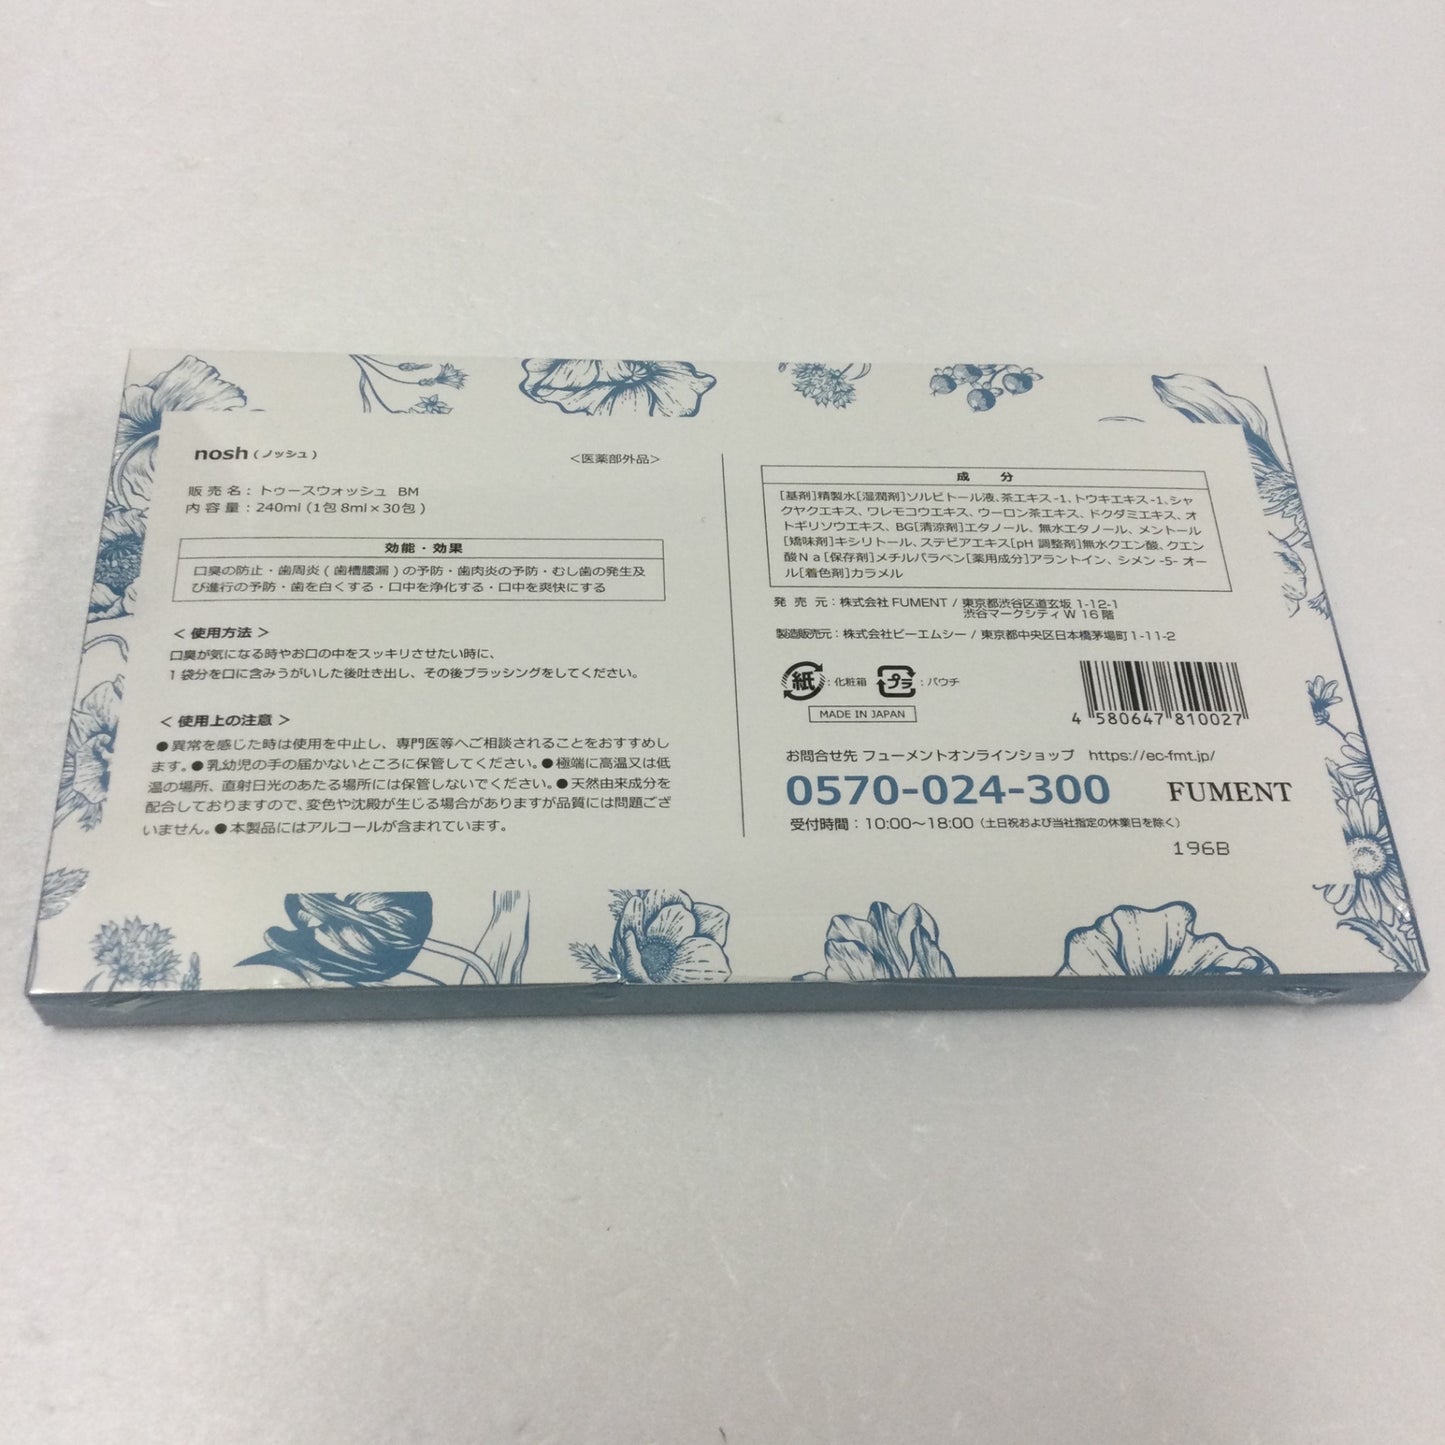 nosh (ノッシュ)
<医薬部外品>
販売名: トゥースウォッシュ BM
内容量: 240ml (1包 8ml×30包)
効能・効果
口臭の防止・歯周炎(歯槽膿漏)の予防・歯肉炎の予防・むし歯の発生及
び進行の予防・歯を白くする・口中を浄化する・口中を爽快にする
<使用方法>
口臭が気になる時やお口の中をスッキリさせたい時に、
1袋分を口に含みうがいした後吐き出し、その後ブラッシングをしてください。
<使用上の注意>
●異常を感じた時は使用を中止し、専門医等へご相談されることをおすすめし
ます。●乳幼児の手の届かないところに保管してください。●極端に高温又は低
温の場所、直射日光のあたる場所には保管しないでください。●天然由来成分を
配合しておりますので、変色や沈殿が生じる場合がありますが品質には問題ござ
いません。●本製品にはアルコールが含まれています。
成分
[基剤]精製水[湿潤剤]ソルビトール液、茶エキス-1、トウキエキス-1、シャ
クヤクエキス、ワレモコウエキス、ウーロン茶エキス、ドクダミエキス、オ
トギリソウエキス、BG[清涼剤]エタノール、無水エタノール、メントール
[矯味剤]キシリトール、ステビアエキス[pH 調整剤]無水クエン酸、クエン
酸Na[保存剤]メチルパラベン[薬用成分]アラントイン、シメン-5-オー
ル[着色剤]カラメル
発売元:株式会社 FUMENT / 東京都渋谷区道玄坂 1-12-1
渋谷マークシティ W 16階
製造販売元:株式会社ビーエムシー / 東京都中央区日本橋茅場町 1-11-2
紙:化粧箱 プラ:パウチ
MADE IN JAPAN
4 580647 810027
お問合せ先 フューメントオンラインショップ https://ec-fmt.jp/
0570-024-300
FUMENT
受付時間:10:00〜18:00 (土日祝および当社指定の休業日を除く)
196B